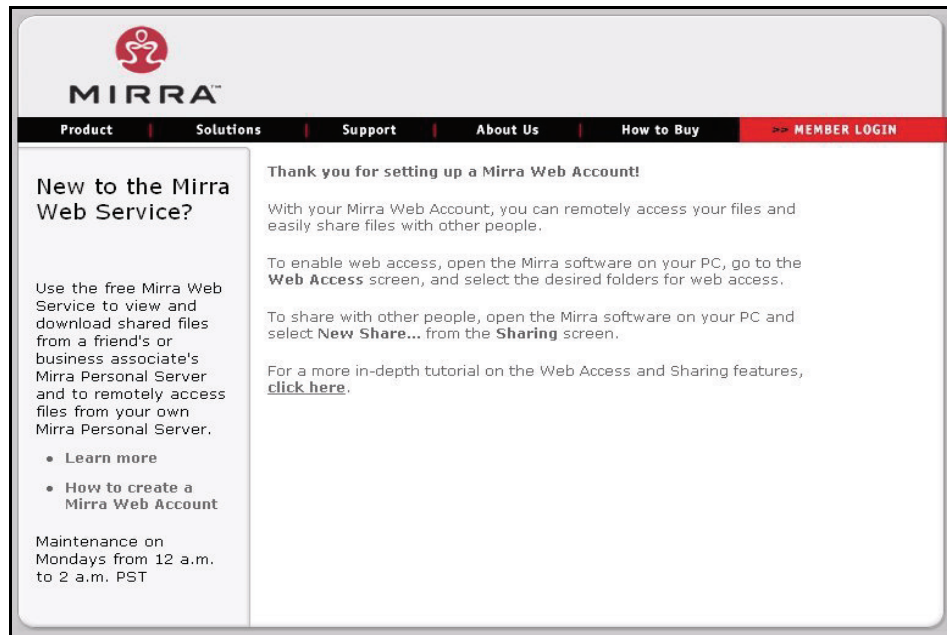 MIRRA™
Product | Solutions | Support | About Us | How to Buy >> MEMBER LOGIN
New to the Mirra
Web Service?
Use the free Mirra Web
Service to view and
download shared files
from a friend's or
business associate's
Mirra Personal Server
and to remotely access
files from your own
Mirra Personal Server.
• Learn more
• How to create a
Mirra Web Account
Maintenance on
Mondays from 12 a.m.
to 2 a.m. PST
Thank you for setting up a Mirra Web Account!
With your Mirra Web Account, you can remotely access your files and
easily share files with other people.
To enable web access, open the Mirra software on your PC, go to the
Web Access screen, and select the desired folders for web access.
To share with other people, open the Mirra software on your PC and
select New Share... from the Sharing screen.
For a more in-depth tutorial on the Web Access and Sharing features,
click here.